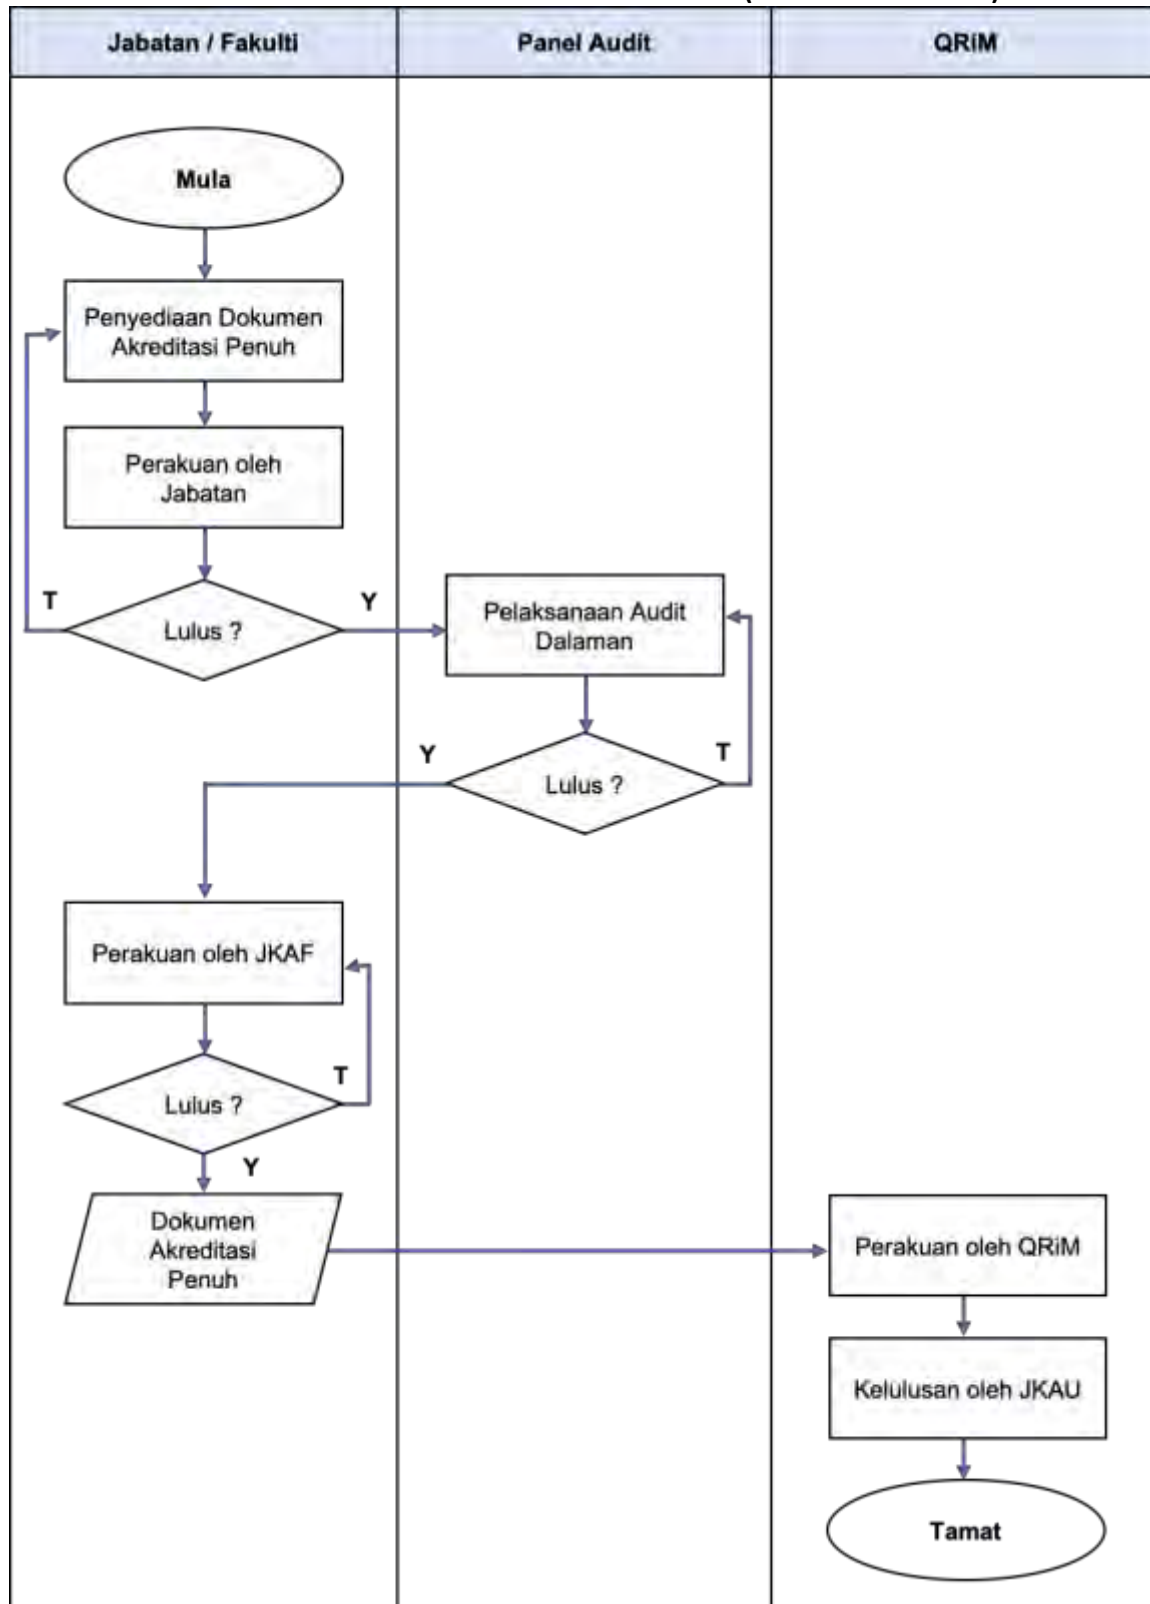 Jabatan / Fakulti
Panel Audit
QRiM
Mula
Penyediaan Dokumen
Akreditasi Penuh
Perakuan oleh
Jabatan
Lulus ?
T
Y
Pelaksanaan Audit
Dalaman
Lulus ?
Y
T
Perakuan oleh JKAF
Lulus ?
T
Y
Dokumen
Akreditasi
Penuh
Perakuan oleh QRiM
Kelulusan oleh JKAU
Tamat